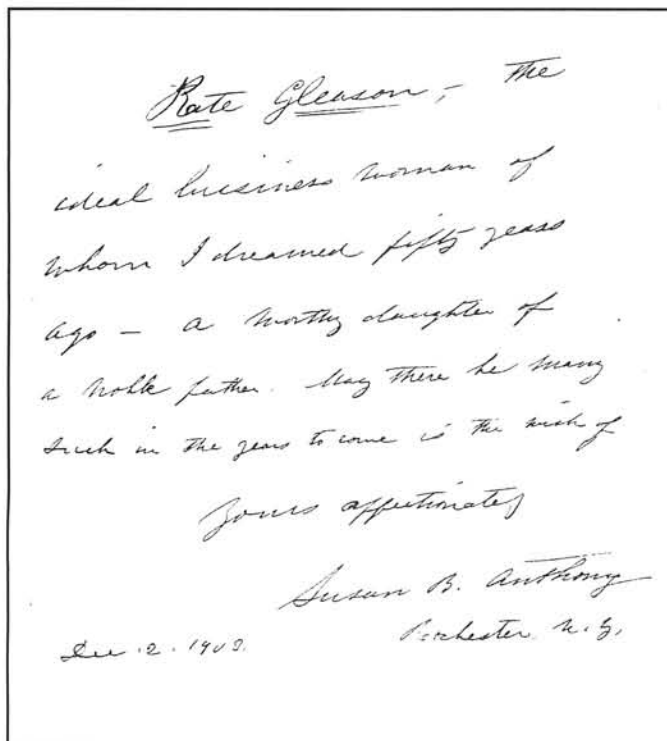 Kate Gleason, – the
ideal business woman of
whom I dreamed fifty years
ago – a worthy daughter of
a noble father. May there be many
such in the years to come is the wish of
Yours affectionately
Susan B. Anthony
Rochester. N.Y.
Dec. 2. 1903.